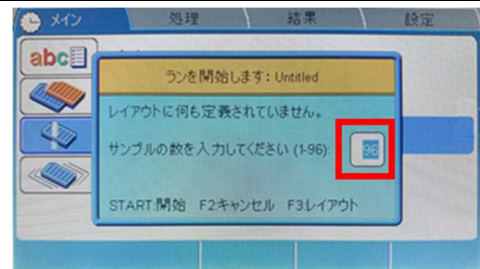 メイン 処理 結果 設定
abc
ランを開始します: Untitled
レイアウトに何も定義されていません。
サンプルの数を入力してください (1-96): 96
START:開始 F2:キャンセル F3:レイアウト